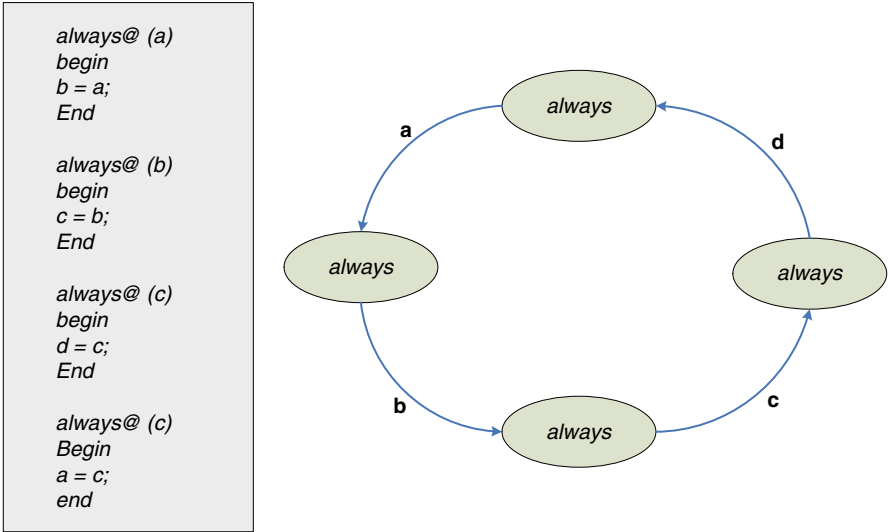 always@ (a)
begin
b = a;
End
always@ (b)
begin
c = b;
End
always@ (c)
begin
d = c;
End
always@ (c)
Begin
a = c;
end
always
a
d
always
always
b
c
always